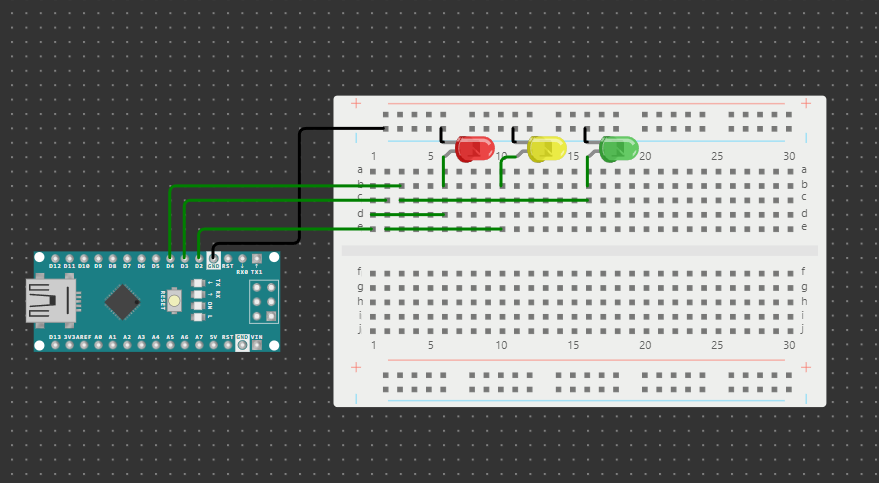 + +
1 5 10 15 20 25 30
a a
b b
c c
d d
e e
D13 D12 D11 D10 D9 D8 D7 D6 D5 D4 D3 D2 GND RST RX0 TX1
RESET
TX
RX
ON
L
D13 3V3 AREF A0 A1 A2 A3 A4 A5 A6 A7 5V RST GND VIN
f f
g g
h h
i i
j j
1 5 10 15 20 25 30
+ +